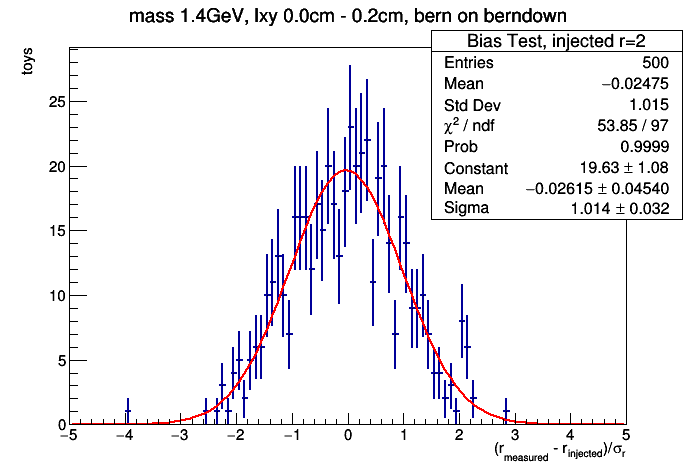 mass 1.4GeV, lxy 0.0cm - 0.2cm, bern on berndown
toys
Bias Test, injected r=2
Entries 500
Mean −0.02475
Std Dev 1.015
χ² / ndf 53.85 / 97
Prob 0.9999
Constant 19.63 ± 1.08
Mean −0.02615 ± 0.04540
Sigma 1.014 ± 0.032
25
20
15
10
5
0
−5 −4 −3 −2 −1 0 1 2 3 4 5
(r_measured - r_injected)/σ_r